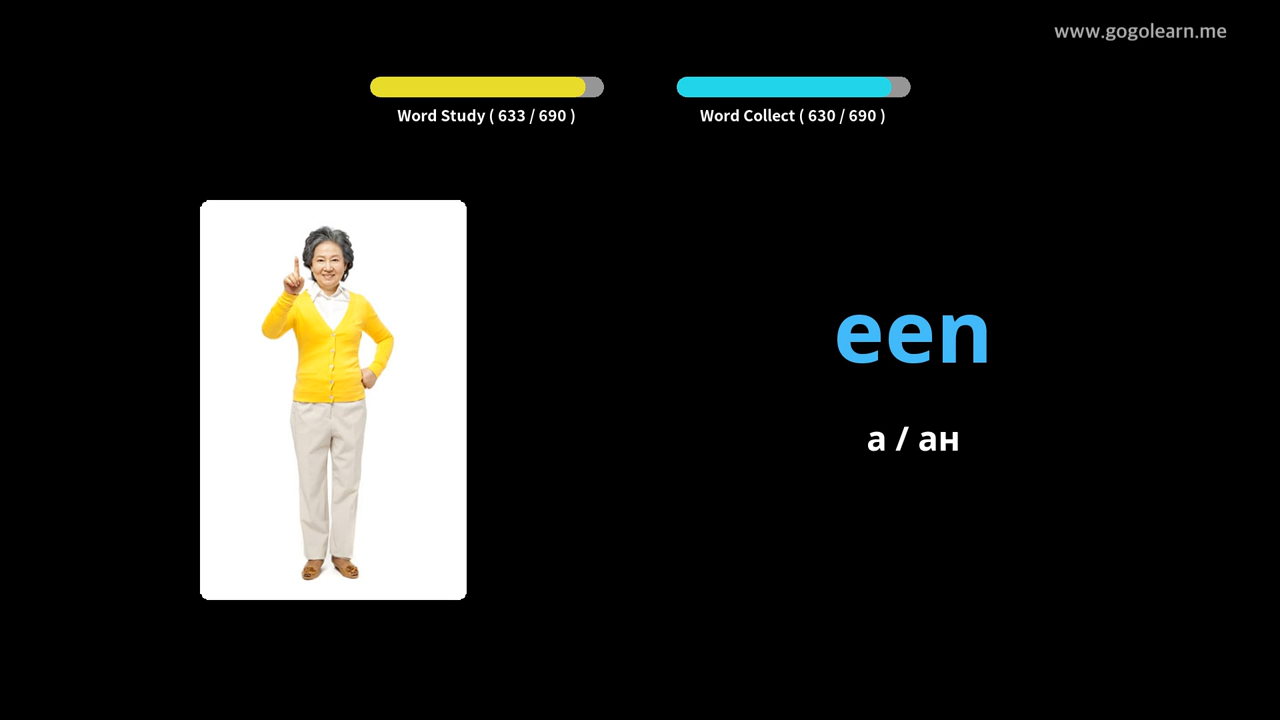 www.gogolearn.me
Word Study ( 633 / 690 )
Word Collect ( 630 / 690 )
een
а / ан